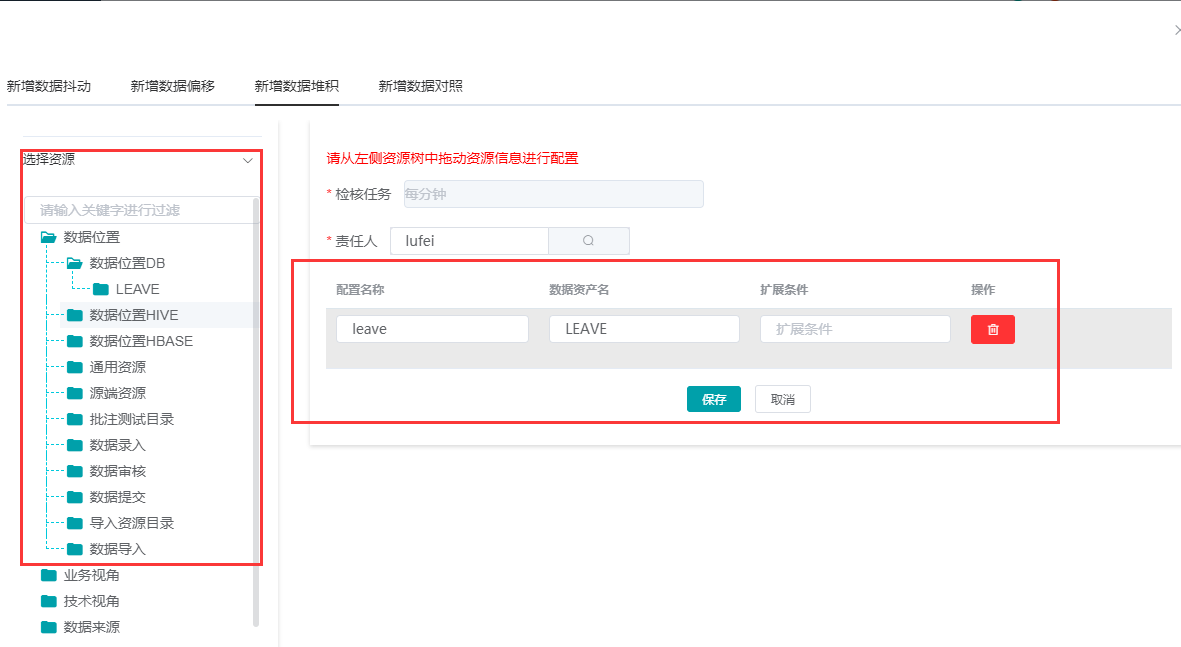 新增数据抖动 新增数据偏移 新增数据堆积 新增数据对照
选择资源
请输入关键字进行过滤
数据位置
数据位置DB
LEAVE
数据位置HIVE
数据位置HBASE
通用资源
源端资源
批注测试目录
数据录入
数据审核
数据提交
导入资源目录
数据导入
业务视角
技术视角
数据来源
请从左侧资源树中拖动资源信息进行配置
* 检核任务 每分钟
* 责任人 lufei
配置名称 数据资产名 扩展条件 操作
leave LEAVE 扩展条件
保存 取消